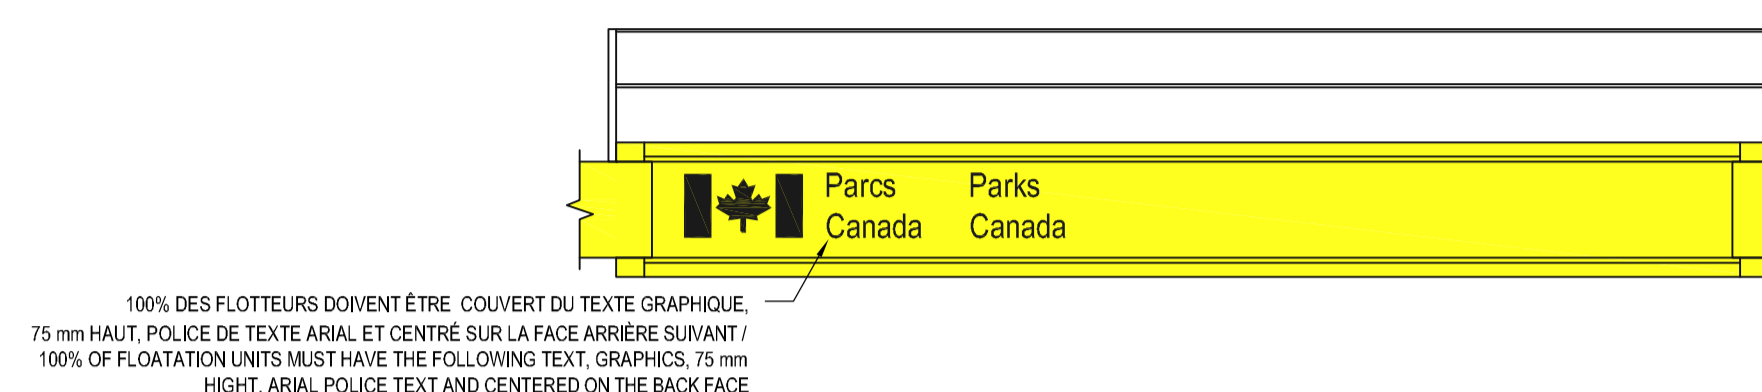 Parcs Parks
Canada Canada
100% DES FLOTTEURS DOIVENT ÊTRE COUVERT DU TEXTE GRAPHIQUE,
75 mm HAUT, POLICE DE TEXTE ARIAL ET CENTRÉ SUR LA FACE ARRIÈRE SUIVANT /
100% OF FLOATATION UNITS MUST HAVE THE FOLLOWING TEXT, GRAPHICS, 75 mm
HIGHT, ARIAL POLICE TEXT AND CENTERED ON THE BACK FACE